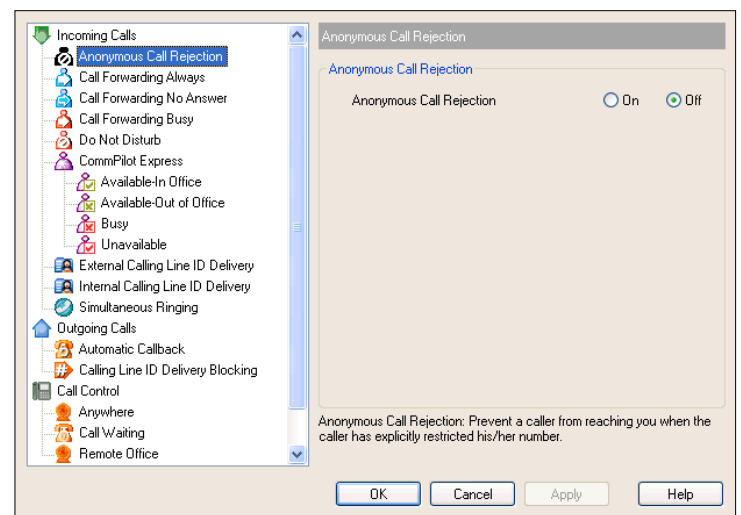 Incoming Calls
Anonymous Call Rejection
Call Forwarding Always
Call Forwarding No Answer
Call Forwarding Busy
Do Not Disturb
CommPilot Express
Available-In Office
Available-Out of Office
Busy
Unavailable
External Calling Line ID Delivery
Internal Calling Line ID Delivery
Simultaneous Ringing
Outgoing Calls
Automatic Callback
Calling Line ID Delivery Blocking
Call Control
Anywhere
Call Waiting
Remote Office
Anonymous Call Rejection
Anonymous Call Rejection
Anonymous Call Rejection On Off
Anonymous Call Rejection: Prevent a caller from reaching you when the
caller has explicitly restricted his/her number.
OK Cancel Apply Help